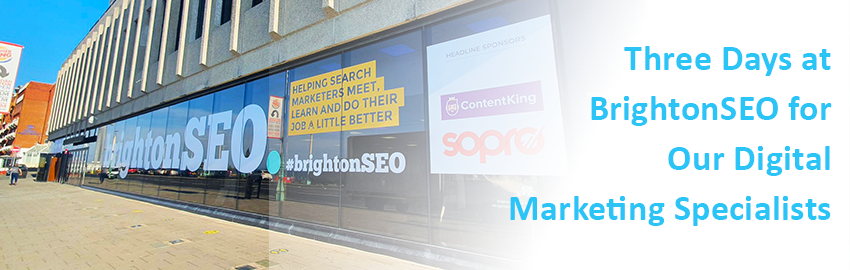 brightonSEO.
HELPING SEARCH
MARKETERS MEET,
LEARN AND DO THEIR
JOB A LITTLE BETTER
#brightonSEO
HEADLINE SPONSORS
ContentKing
sopro
Three Days at
BrightonSEO for
Our Digital
Marketing Specialists